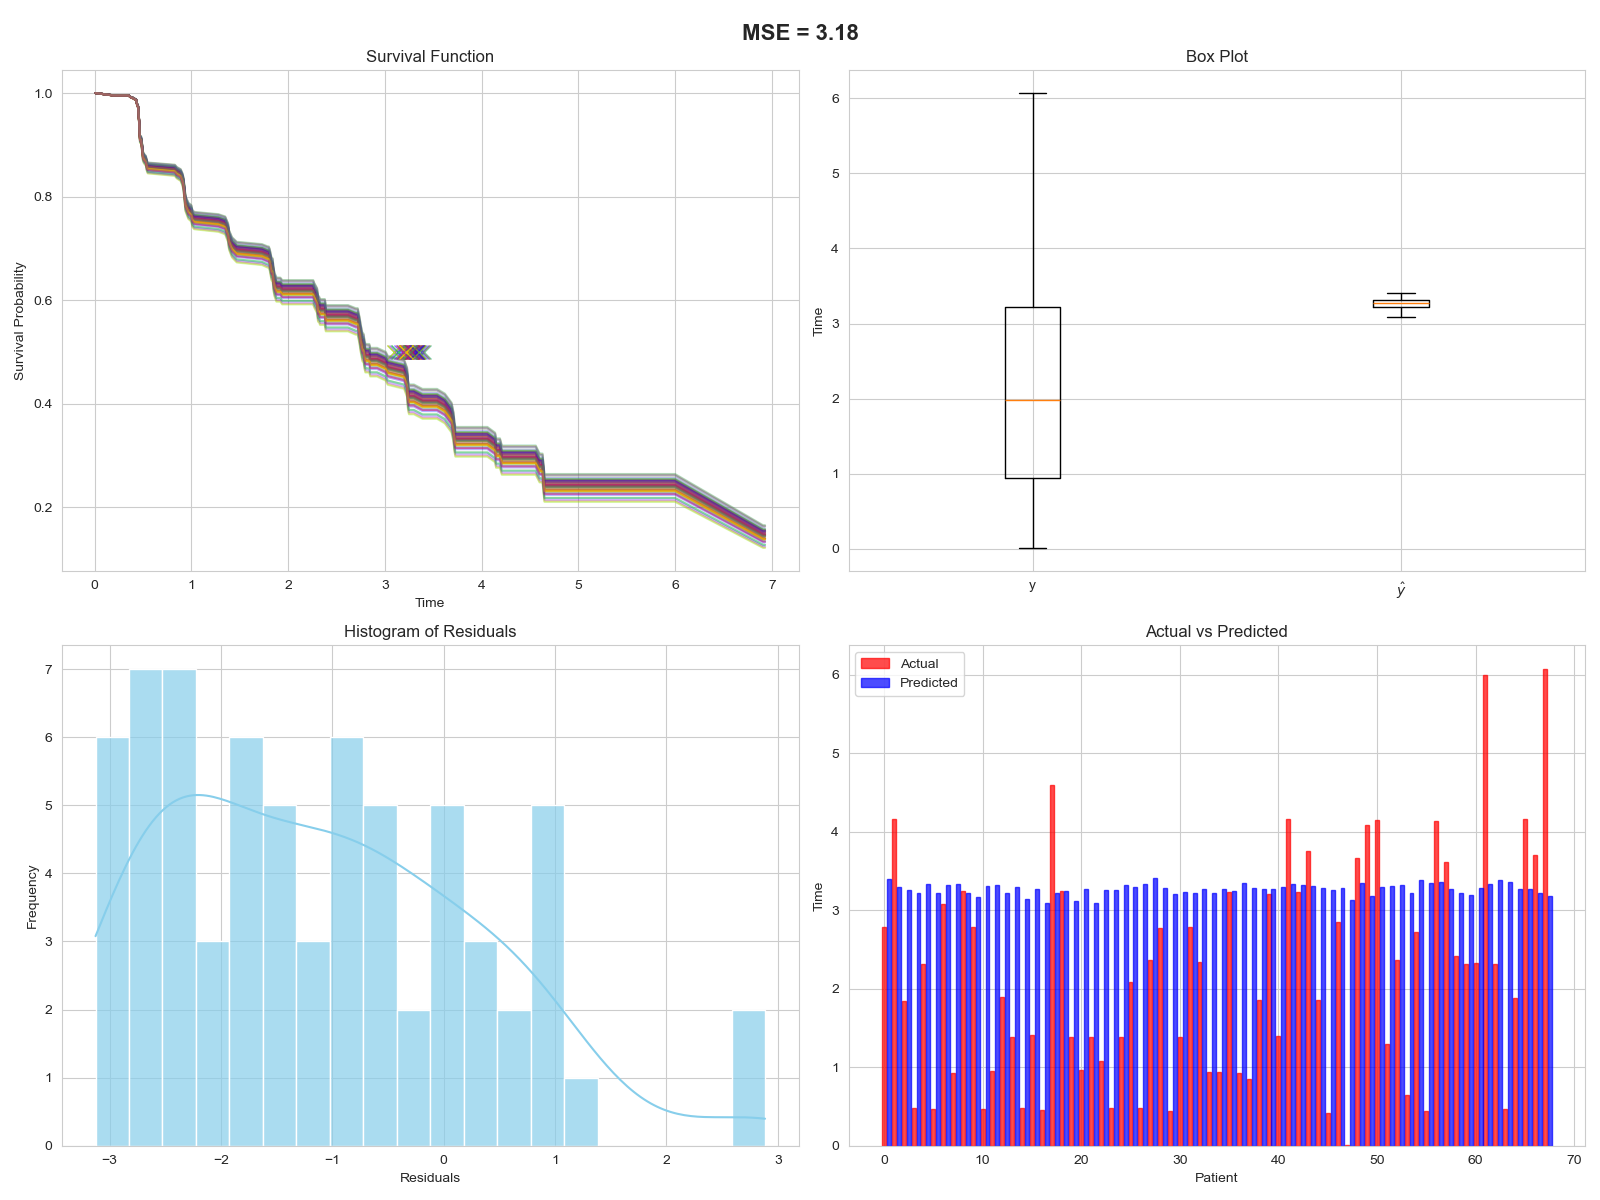 MSE = 3.18
Survival Function
Survival Probability
1.0
0.8
0.6
0.4
0.2
0 1 2 3 4 5 6 7
Time
Box Plot
Time
6
5
4
3
2
1
0
y ŷ
Histogram of Residuals
Frequency
7
6
5
4
3
2
1
0
−3 −2 −1 0 1 2 3
Residuals
Actual vs Predicted
Actual
Predicted
Time
6
5
4
3
2
1
0
0 10 20 30 40 50 60 70
Patient